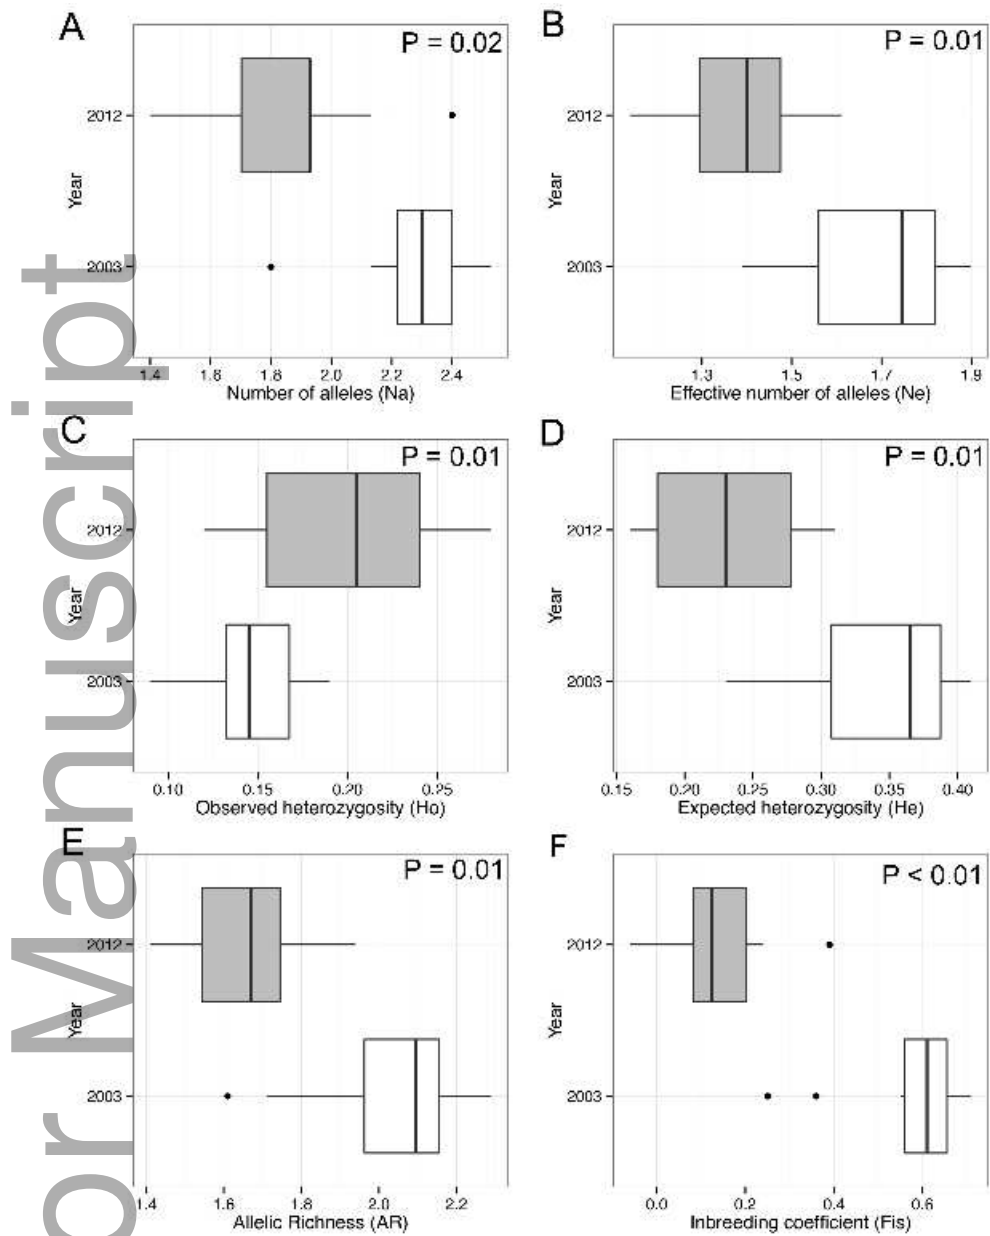 A
P = 0.02
2012
Year
2003
1.4 1.6 1.8 2.0 2.2 2.4
Number of alleles (Na)
B
P = 0.01
2012
Year
2003
1.3 1.5 1.7 1.9
Effective number of alleles (Ne)
C
P = 0.01
2012
Year
2003
0.10 0.15 0.20 0.25
Observed heterozygosity (Ho)
D
P = 0.01
2012
Year
2003
0.15 0.20 0.25 0.30 0.35 0.40
Expected heterozygosity (He)
E
P = 0.01
2012
Year
2003
1.4 1.6 1.8 2.0 2.2
Allelic Richness (AR)
F
P < 0.01
2012
Year
2003
0.0 0.2 0.4 0.6
Inbreeding coefficient (Fis)
or Manuscript